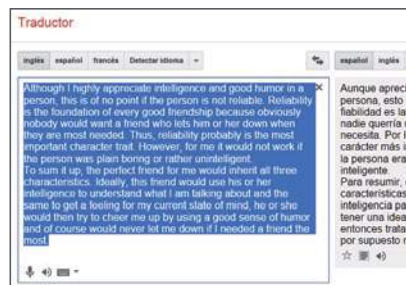 Traductor
inglés español francés Detectar idioma
español inglés
Although I highly appreciate intelligence and good humor in a
person, this is of no point if the person is not reliable. Reliability
is the foundation of every good friendship because obviously
nobody would want a friend who lets him or her down when
they are most needed. Thus, reliability probably is the most
important character trait. However, for me it would not work if
the person was plain boring or rather unintelligent.
To sum it up, the perfect friend for me would inherit all three
characteristics. Ideally, this friend would use his or her
intelligence to understand what I am talking about and the
same to get a feeling for my current state of mind, he or she
would then try to cheer me up by using a good sense of humor
and of course would never let me down if I needed a friend the
most.
Aunque apreci
persona, esto
fiabilidad es la
nadie querría
necesita. Por l
carácter más i
la persona era
inteligente.
Para resumir,
características
inteligencia pa
tener una idea
entonces trata
por supuesto